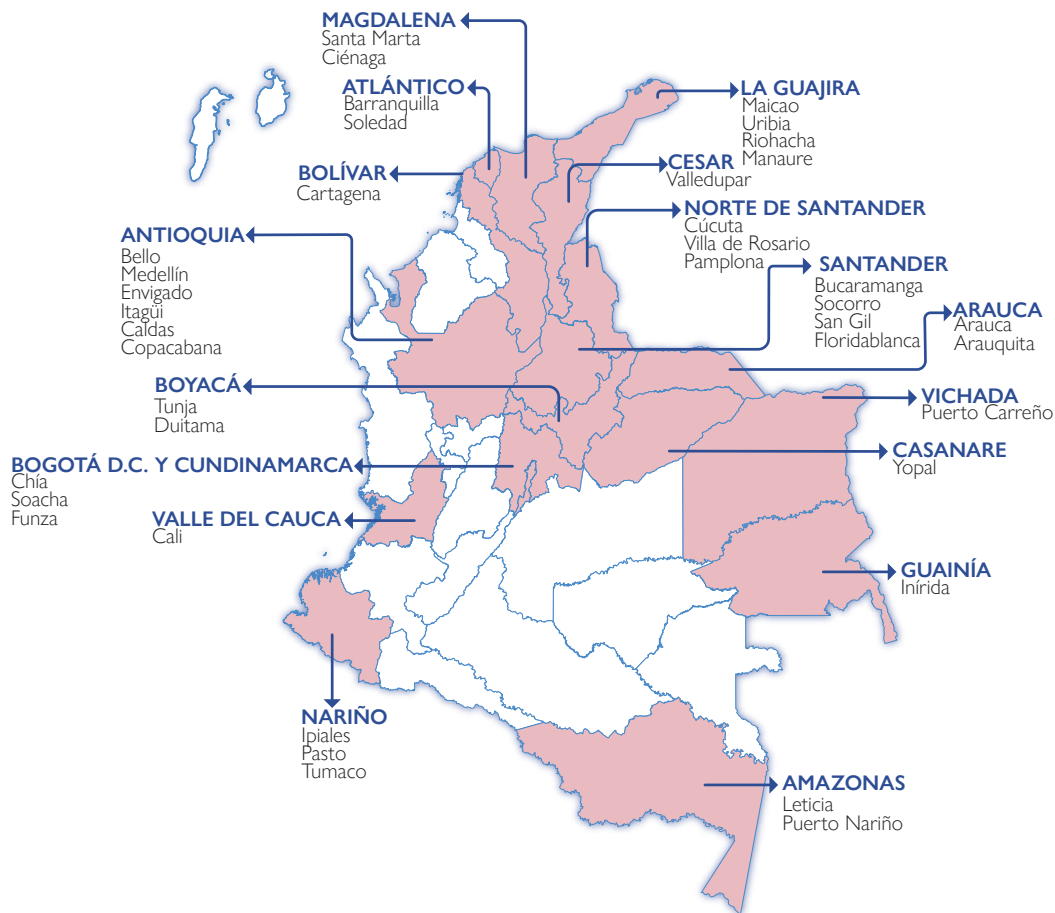 MAGDALENA
Santa Marta
Ciénaga
ATLÁNTICO
Barranquilla
Soledad
BOLÍVAR
Cartagena
LA GUAJIRA
Maicao
Uribia
Riohacha
Manaure
CESAR
Valledupar
NORTE DE SANTANDER
Cúcuta
Villa de Rosario
Pamplona
ANTIOQUIA
Bello
Medellín
Envigado
Itagüi
Caldas
Copacabana
SANTANDER
Bucaramanga
Socorro
San Gil
Floridablanca
ARAUCA
Arauca
Arauquita
BOYACÁ
Tunja
Duitama
VICHADA
Puerto Carreño
CASANARE
Yopal
BOGOTÁ D.C. Y CUNDINAMARCA
Chía
Soacha
Funza
VALLE DEL CAUCA
Cali
GUAINÍA
Inírida
NARIÑO
Ipiales
Pasto
Tumaco
AMAZONAS
Leticia
Puerto Nariño